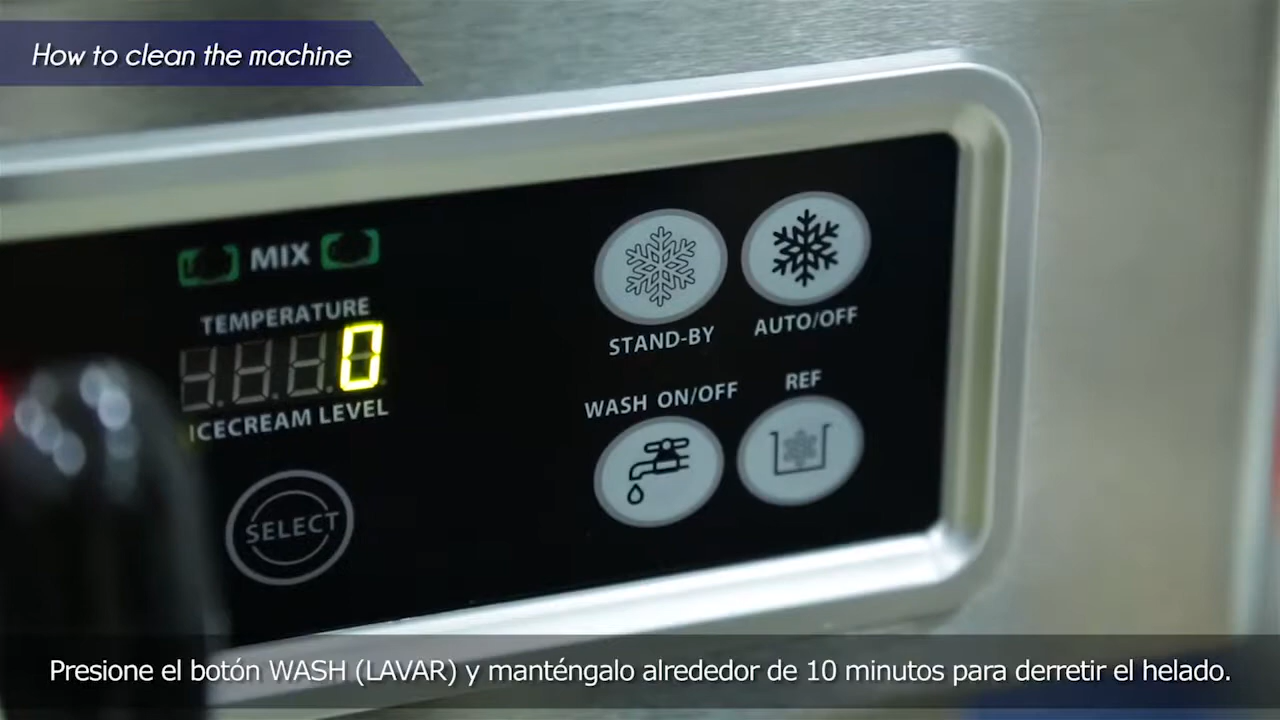 How to clean the machine
MIX
TEMPERATURE
0
ICECREAM LEVEL
SELECT
STAND-BY
AUTO/OFF
WASH ON/OFF
REF
Presione el botón WASH (LAVAR) y manténgalo alrededor de 10 minutos para derretir el helado.